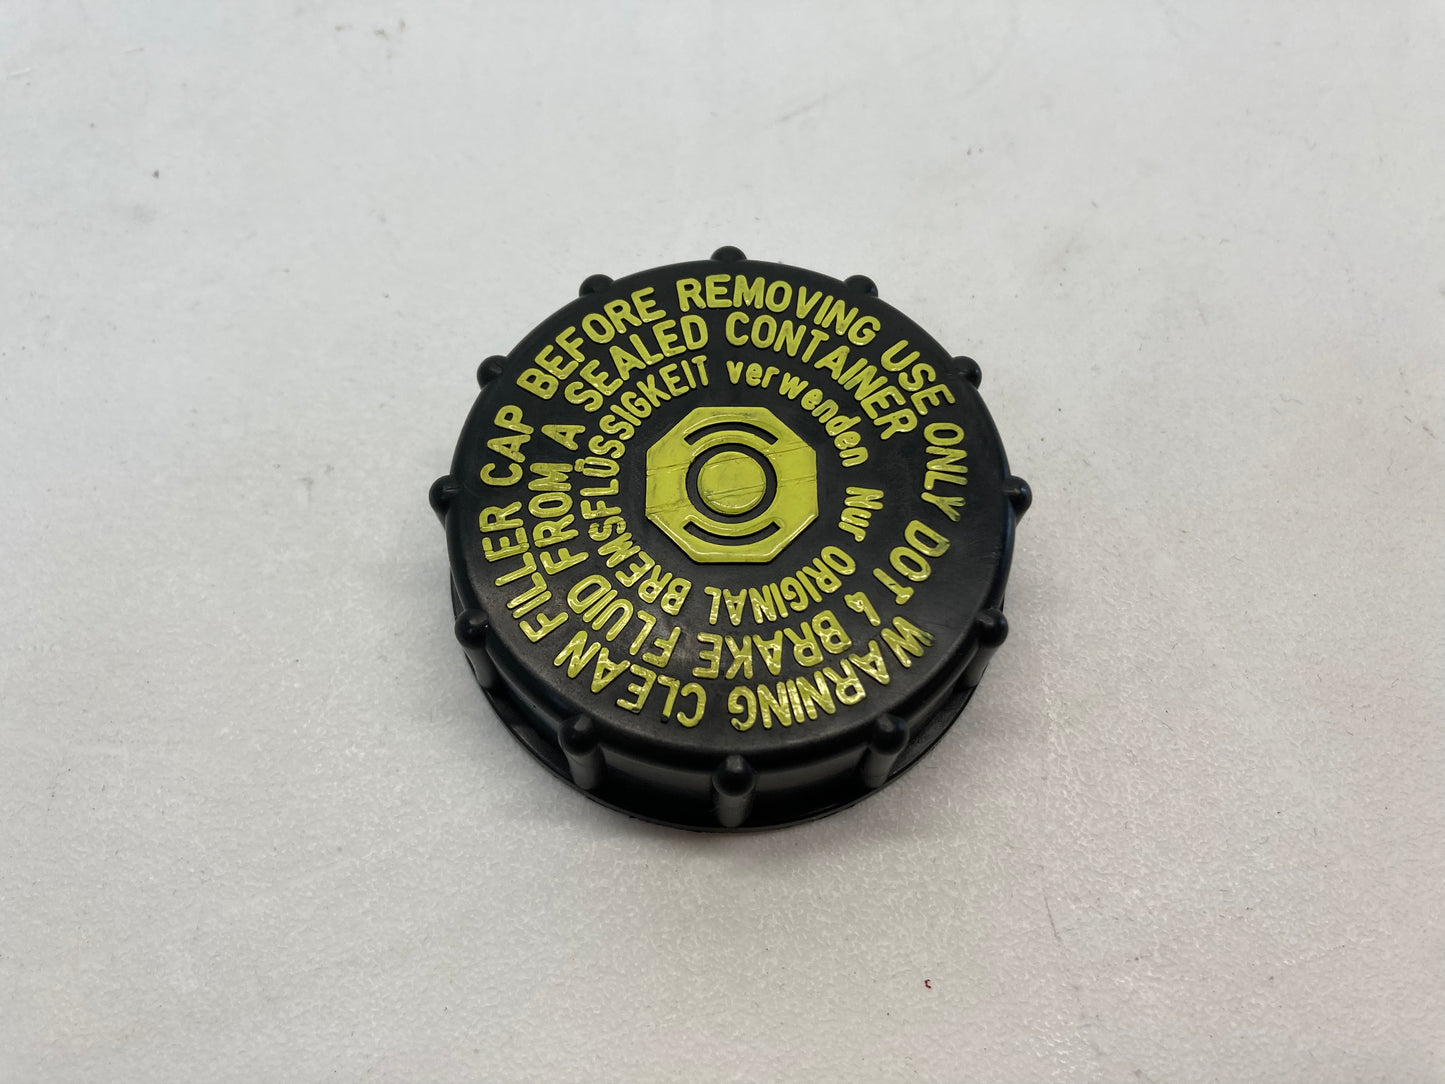 WARNING CLEAN FILLER CAP BEFORE REMOVING USE ONLY DOT
4 BRAKE FLUID FROM A SEALED CONTAINER
Nur ORIGINAL BREMSFLÜSSIGKEIT verwenden